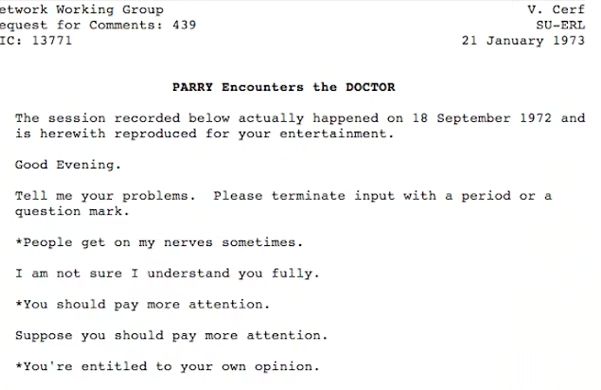 etwork Working Group V. Cerf
equest for Comments: 439 SU-ERL
IC: 13771 21 January 1973
PARRY Encounters the DOCTOR
The session recorded below actually happened on 18 September 1972 and
is herewith reproduced for your entertainment.
Good Evening.
Tell me your problems. Please terminate input with a period or a
question mark.
*People get on my nerves sometimes.
I am not sure I understand you fully.
*You should pay more attention.
Suppose you should pay more attention.
*You're entitled to your own opinion.